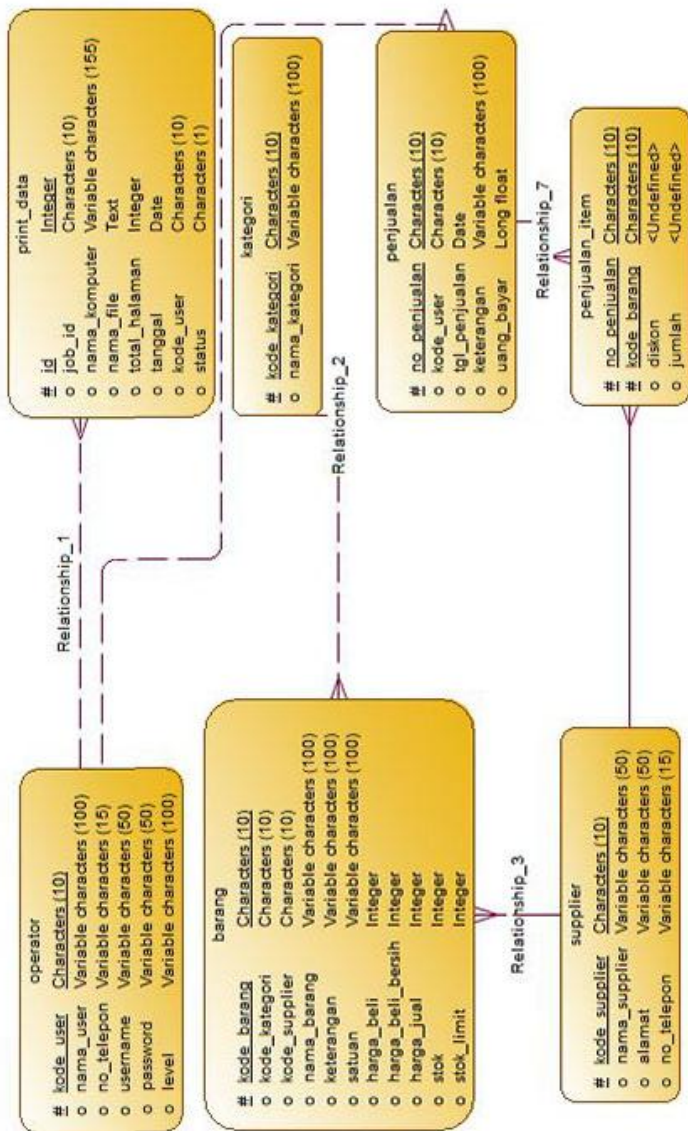 operator
# kode_user Characters (10)
o nama_user Variable characters (100)
o no_telepon Variable characters (15)
o username Variable characters (50)
o password Variable characters (50)
o level Variable characters (100)
Relationship_1
print_data
# id Integer
o job_id Characters (10)
o nama_komputer Variable characters (155)
o nama_file Text
o total_halaman Integer
o tanggal Date
o kode_user Characters (10)
o status Characters (1)
barang
# kode_barang Characters (10)
o kode_kategori Characters (10)
o kode_supplier Characters (10)
o nama_barang Variable characters (100)
o keterangan Variable characters (100)
o satuan Variable characters (100)
o harga_beli Integer
o harga_beli_bersih Integer
o harga_jual Integer
o stok Integer
o stok_limit Integer
Relationship_2
kategori
# kode_kategori Characters (10)
o nama_kategori Variable characters (100)
penjualan
# no_penjualan Characters (10)
o kode_user Characters (10)
o tgl_penjualan Date
o keterangan Variable characters (100)
o uang_bayar Long float
Relationship_3
Relationship_7
supplier
# kode_supplier Characters (10)
o nama_supplier Variable characters (50)
o alamat Variable characters (50)
o no_telepon Variable characters (15)
penjualan_item
# no_penjualan Characters (10)
# kode_barang Characters (10)
o diskon <Undefined>
o jumlah <Undefined>